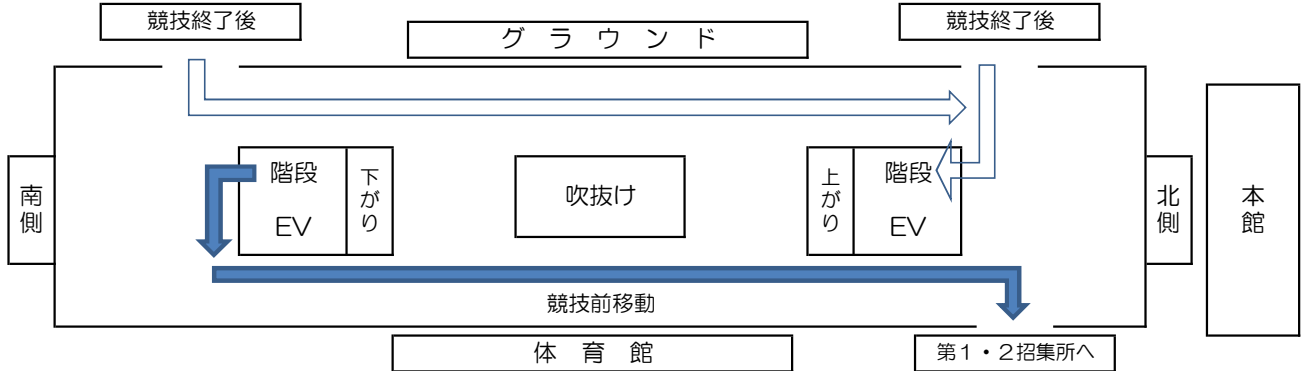 競技終了後
競技終了後
グラウンド
階段
EV
下がり
吹抜け
上がり
階段
EV
南側
北側
本館
競技前移動
体育館
第1・2招集所へ